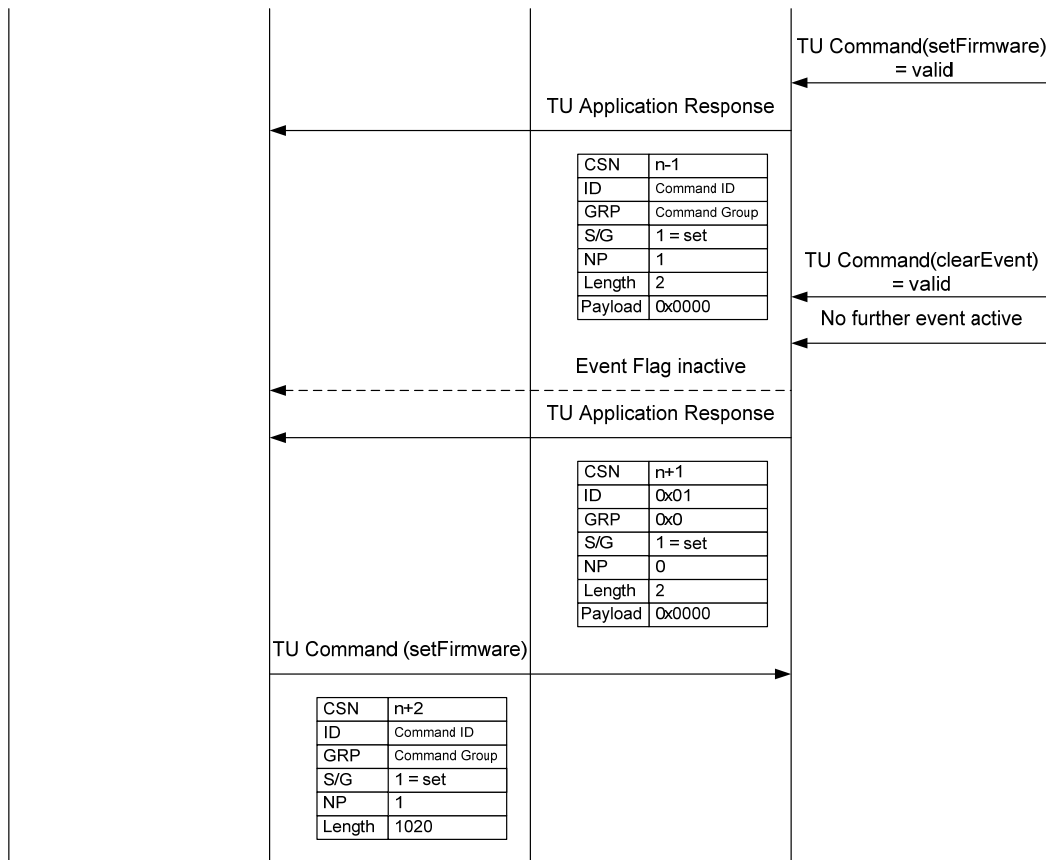 TU Command(setFirmware)
= valid
TU Application Response
CSN n-1
ID Command ID
GRP Command Group
S/G 1 = set
NP 1
Length 2
Payload 0x0000
TU Command(clearEvent)
= valid
No further event active
Event Flag inactive
TU Application Response
CSN n+1
ID 0x01
GRP 0x0
S/G 1 = set
NP 0
Length 2
Payload 0x0000
TU Command (setFirmware)
CSN n+2
ID Command ID
GRP Command Group
S/G 1 = set
NP 1
Length 1020